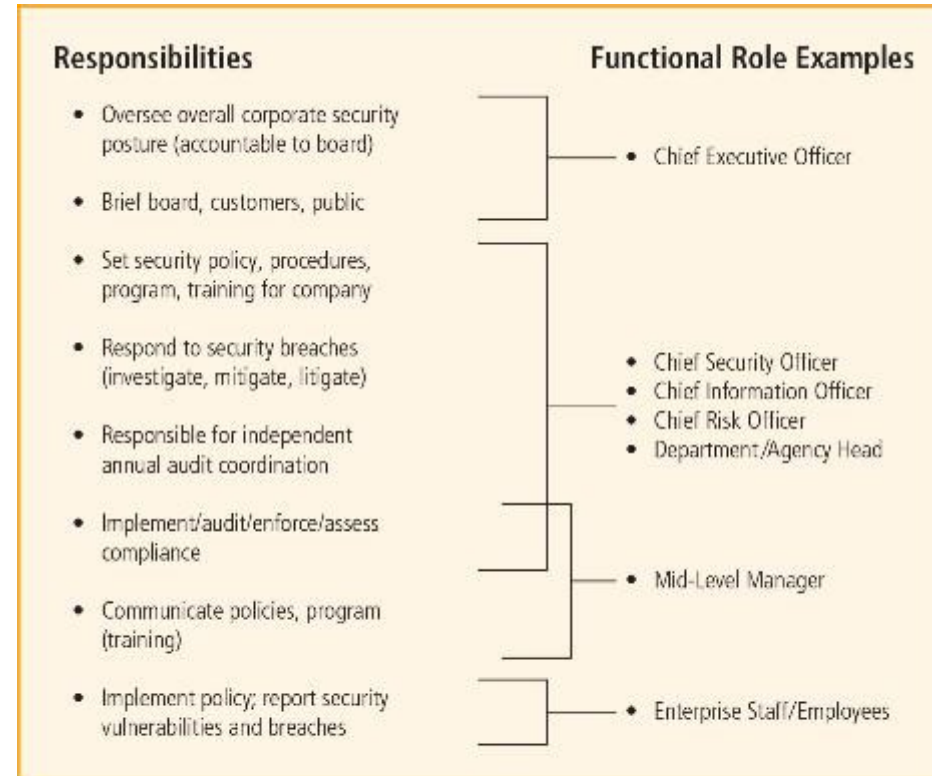 Responsibilities
Functional Role Examples
• Oversee overall corporate security
posture (accountable to board)
• Chief Executive Officer
• Brief board, customers, public
• Set security policy, procedures,
program, training for company
• Respond to security breaches
(investigate, mitigate, litigate)
• Responsible for independent
annual audit coordination
• Chief Security Officer
• Chief Information Officer
• Chief Risk Officer
• Department/Agency Head
• Implement/audit/enforce/assess
compliance
• Communicate policies, program
(training)
• Mid-Level Manager
• Implement policy; report security
vulnerabilities and breaches
• Enterprise Staff/Employees